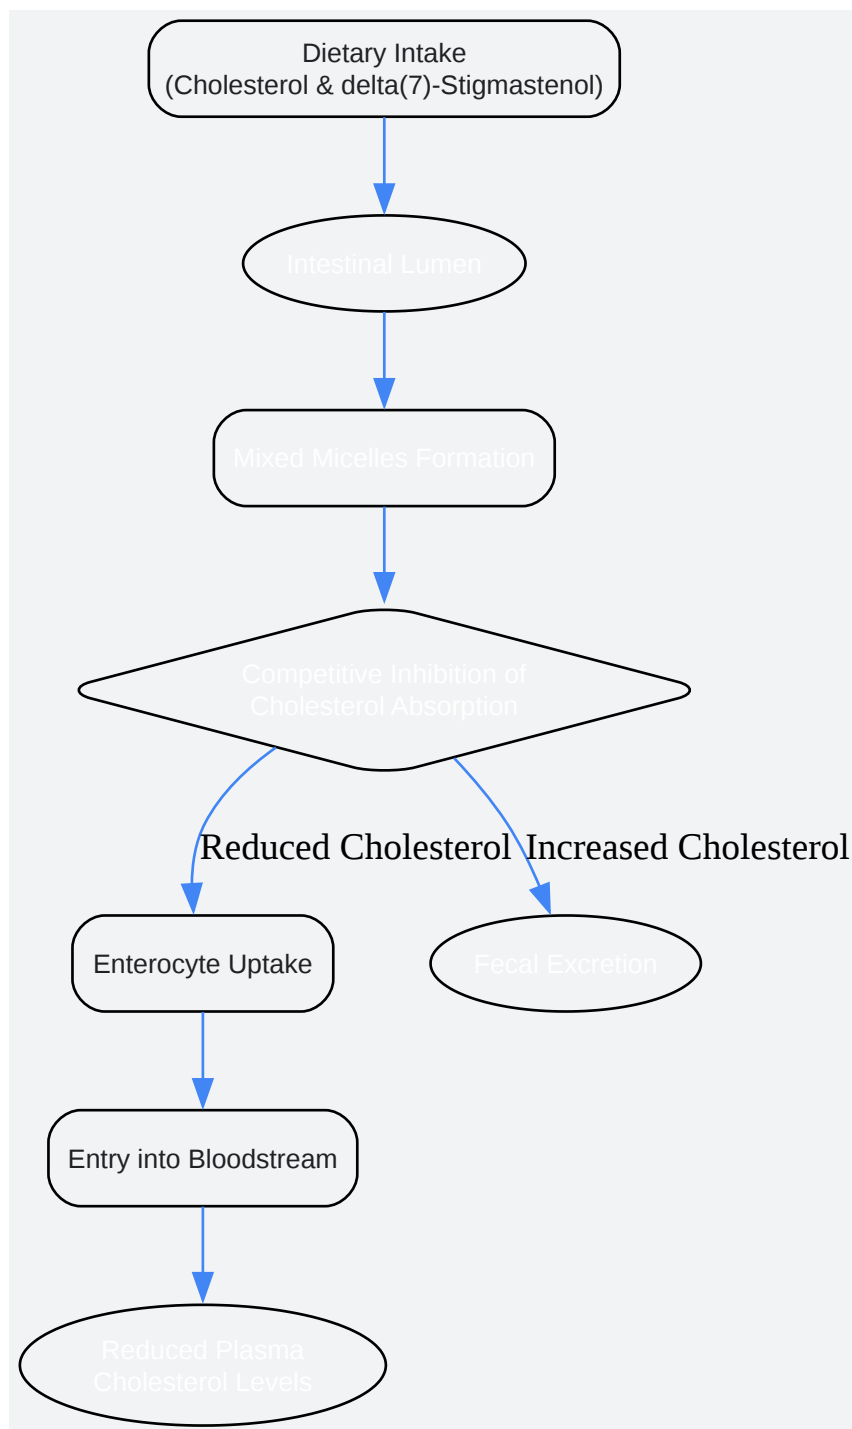 Dietary Intake
(Cholesterol & delta(7)-Stigmastenol)
Intestinal Lumen
Mixed Micelles Formation
Competitive Inhibition of
Cholesterol Absorption
Reduced Cholesterol
Increased Cholesterol
Enterocyte Uptake
Fecal Excretion
Entry into Bloodstream
Reduced Plasma
Cholesterol Levels